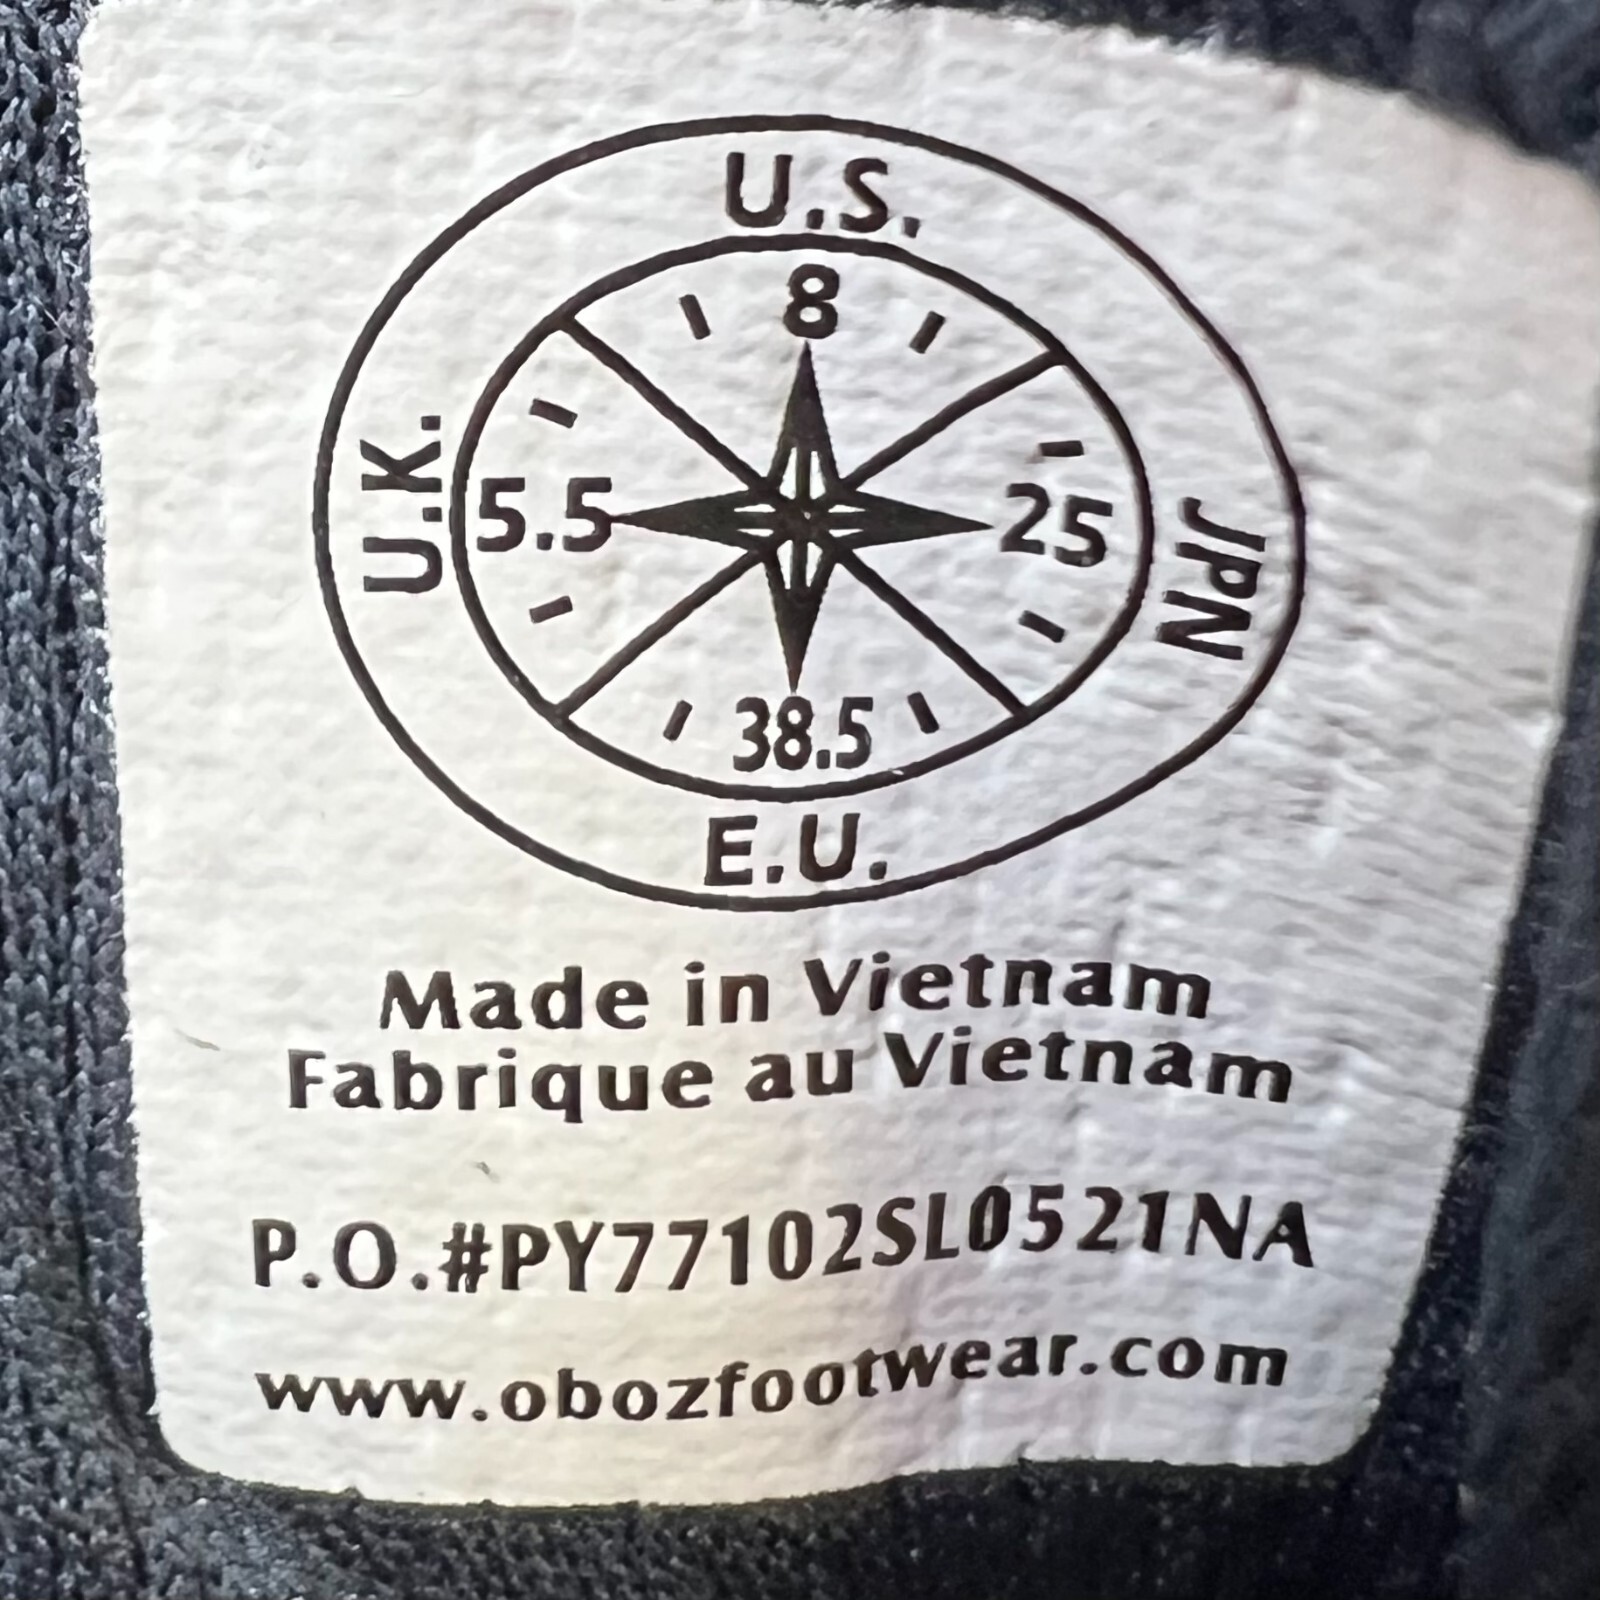 U.S.
8
U.K.
5.5
25
JPN
38.5
E.U.
Made in Vietnam
Fabrique au Vietnam
P.O.#PY77102SL0521NA
www.obozfootwear.com